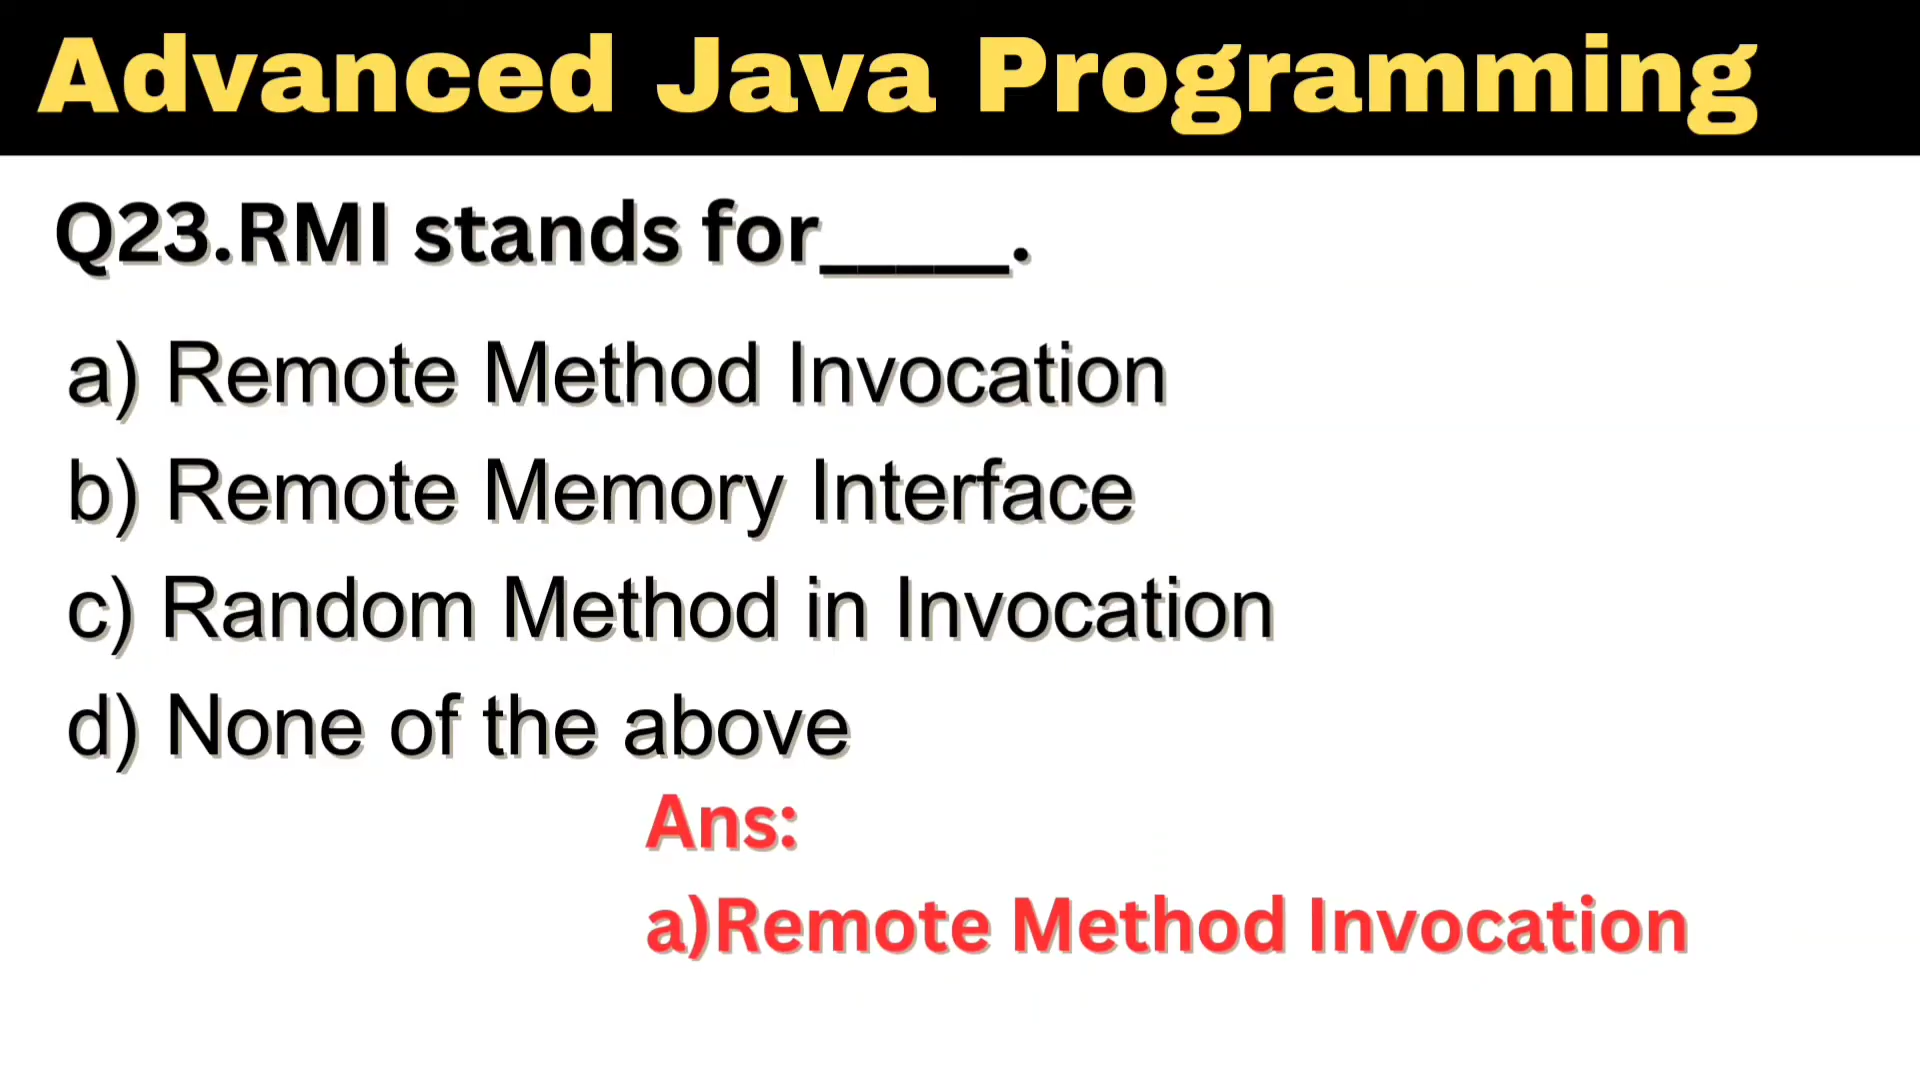 Advanced Java Programming
Q23.RMI stands for_____.
a) Remote Method Invocation
b) Remote Memory Interface
c) Random Method in Invocation
d) None of the above
Ans:
a)Remote Method Invocation